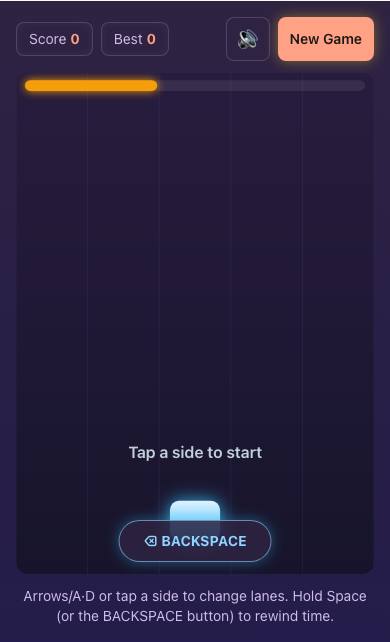 Score 0
Best 0
New Game
Tap a side to start
BACKSPACE
Arrows/A·D or tap a side to change lanes. Hold Space
(or the BACKSPACE button) to rewind time.